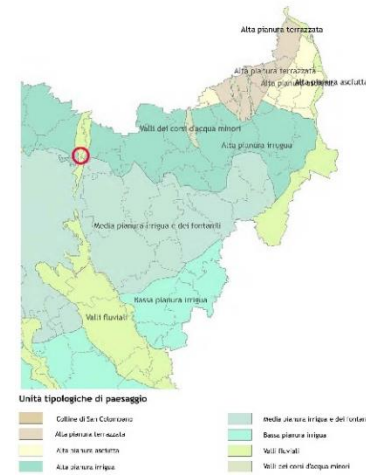 Alta pianura terrazzata
Alta pianura terrazzata
Alta pianura asciutta
Valli dei corsi d'acqua minori
Alta pianura irrigua
Media pianura irrigua e dei fontanili
Bassa pianura irrigua
Valli fluviali
Unità tipologiche di paesaggio
Colline di San Colombano
Alta pianura terrazzata
Alta pianura asciutta
Alta pianura irrigua
Media pianura irrigua e dei fontanili
Bassa pianura irrigua
Valli fluviali
Valli dei corsi d'acqua minori